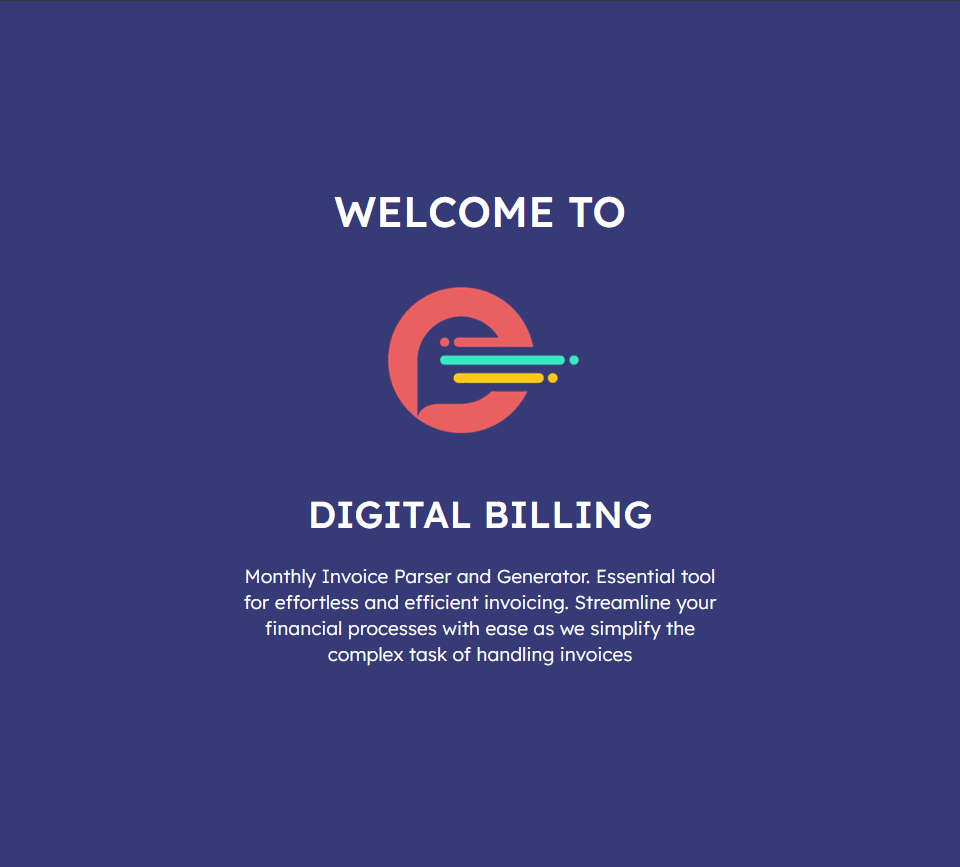 WELCOME TO
DIGITAL BILLING
Monthly Invoice Parser and Generator. Essential tool
for effortless and efficient invoicing. Streamline your
financial processes with ease as we simplify the
complex task of handling invoices